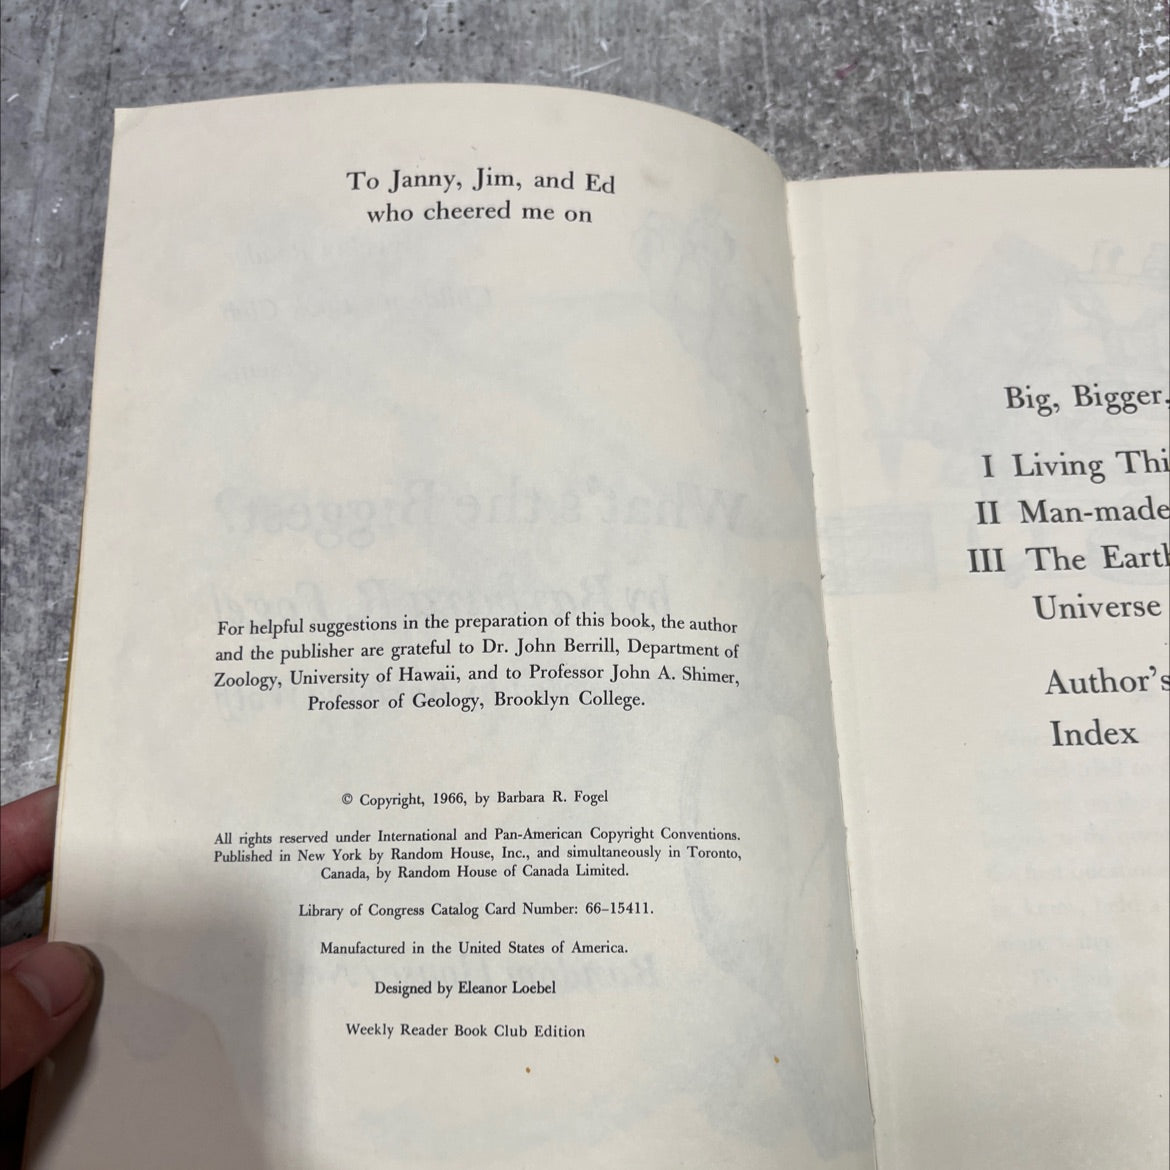 To Janny, Jim, and Ed
who cheered me on
For helpful suggestions in the preparation of this book, the author
and the publisher are grateful to Dr. John Berrill, Department of
Zoology, University of Hawaii, and to Professor John A. Shimer,
Professor of Geology, Brooklyn College.
© Copyright, 1966, by Barbara R. Fogel
All rights reserved under International and Pan-American Copyright Conventions.
Published in New York by Random House, Inc., and simultaneously in Toronto,
Canada, by Random House of Canada Limited.
Library of Congress Catalog Card Number: 66–15411.
Manufactured in the United States of America.
Designed by Eleanor Loebel
Weekly Reader Book Club Edition
Big, Bigger.
I Living Thi
II Man-made
III The Eart
Universe
Author's
Index